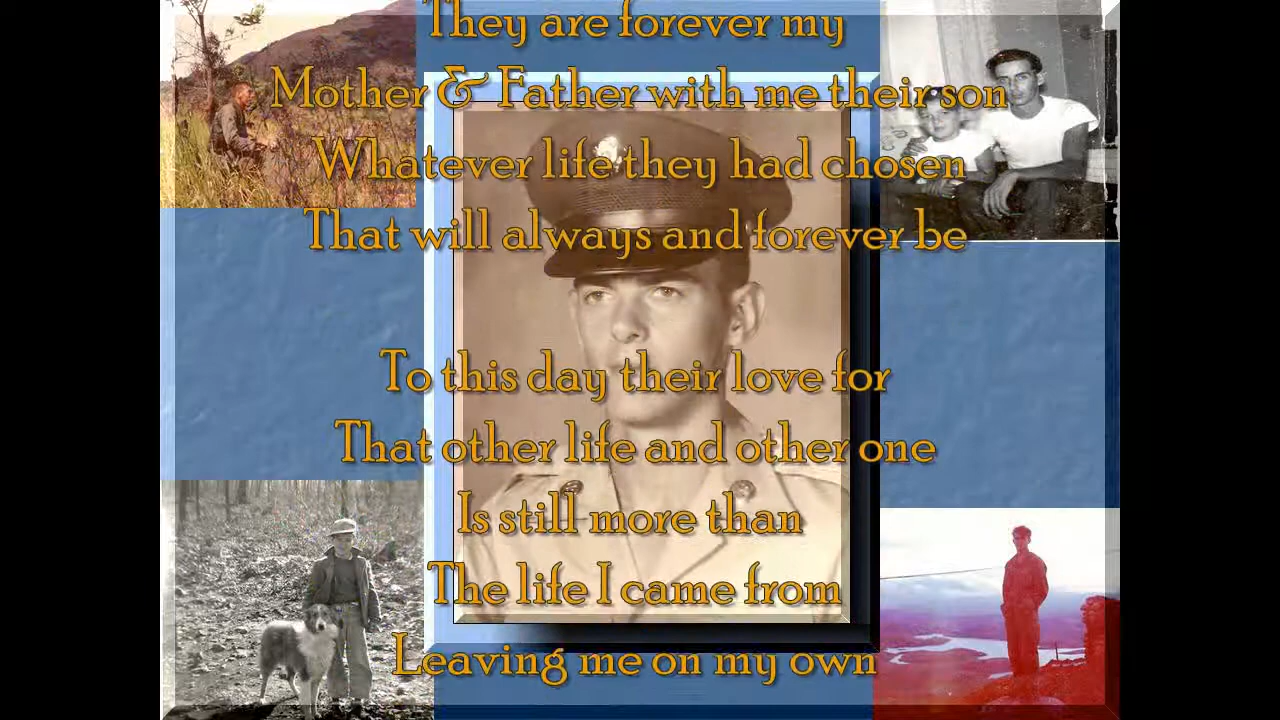 They are forever my
Mother & Father with me their son
Whatever life they had chosen
That will always and forever be
To this day their love for
That other life and other one
Is still more than
The life I came from
Leaving me on my own